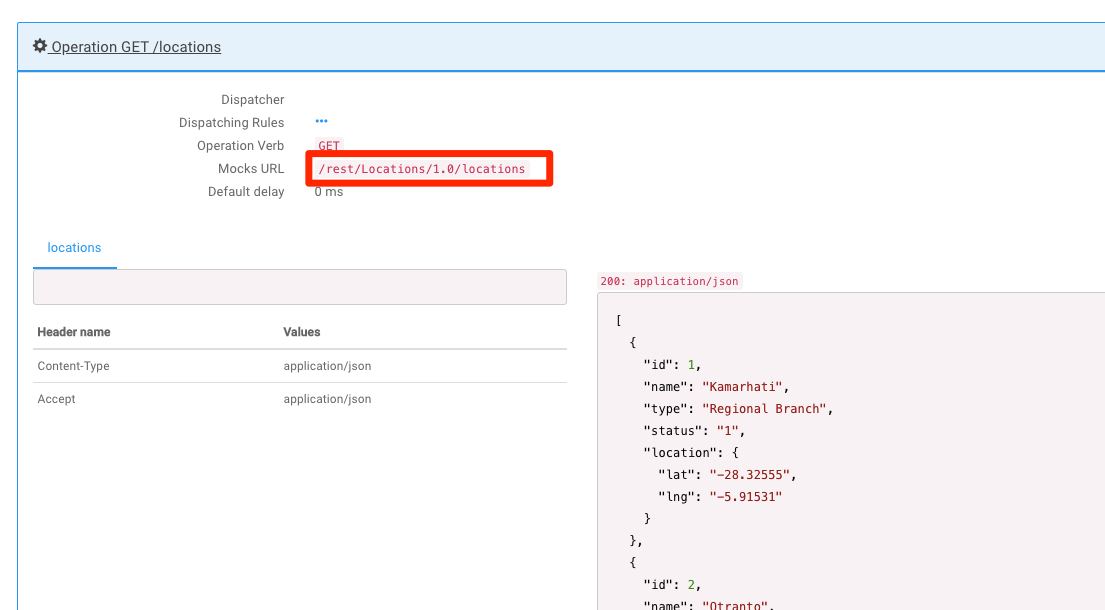 Operation GET /locations
Dispatcher
Dispatching Rules •••
Operation Verb GET
Mocks URL /rest/Locations/1.0/locations
Default delay 0 ms
locations
Header name Values
Content-Type application/json
Accept application/json
200: application/json
[
{
"id": 1,
"name": "Kamarhati",
"type": "Regional Branch",
"status": "1",
"location": {
"lat": "-28.32555",
"lng": "-5.91531"
}
},
{
"id": 2,
"name": "Otranto",